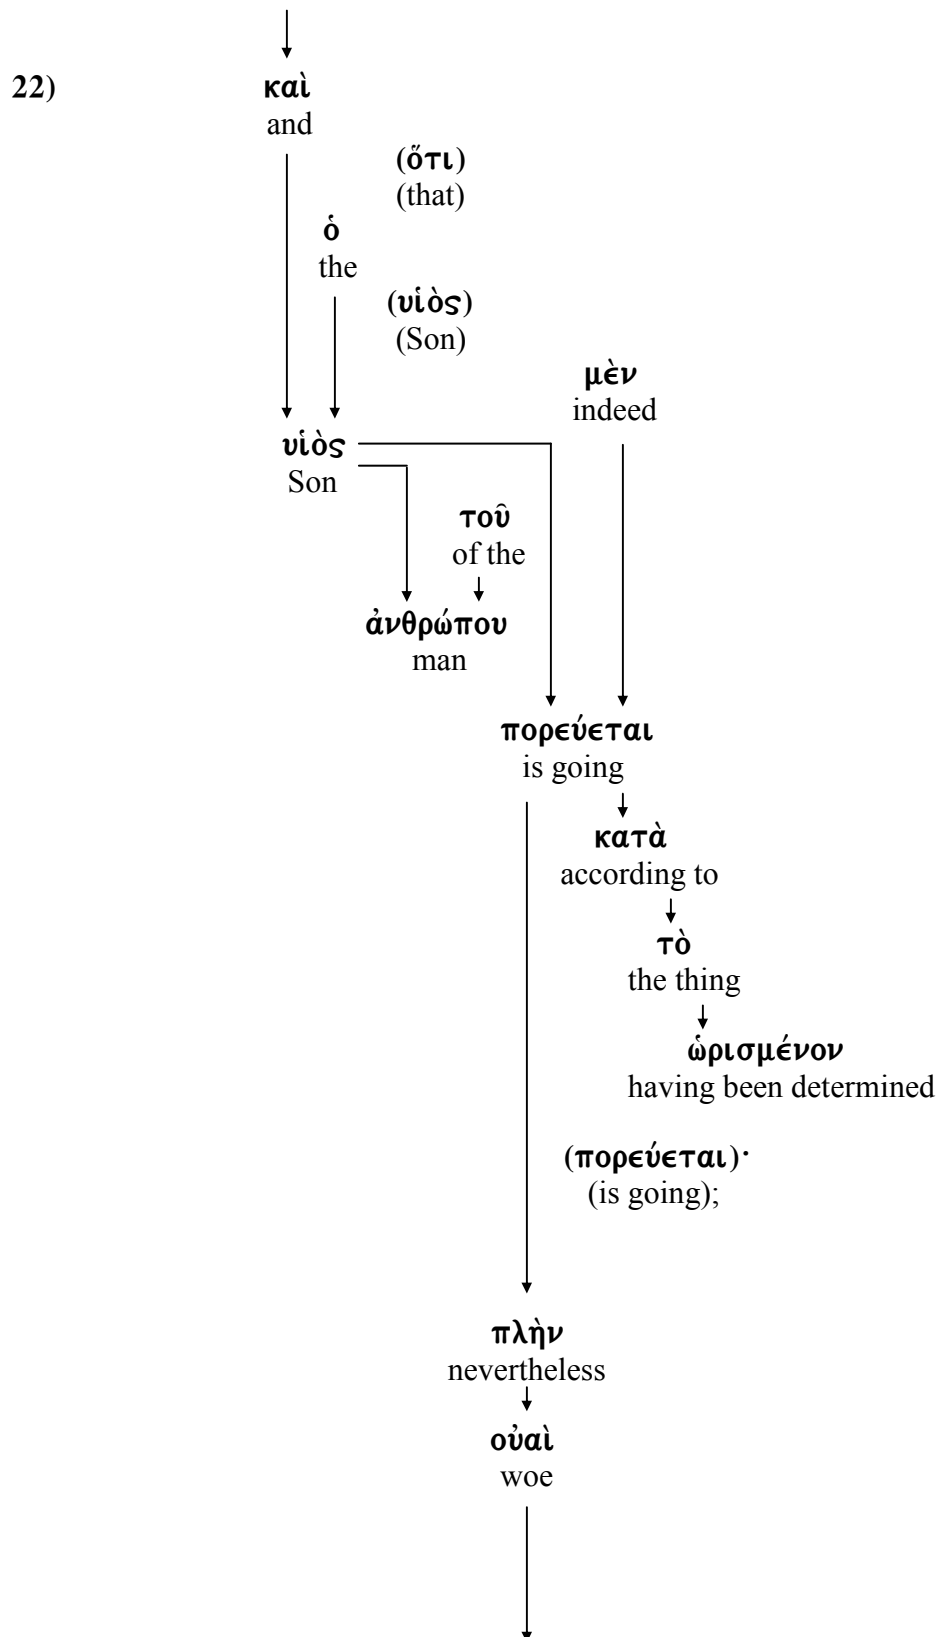 22) καὶ
and
(ὅτι)
(that)
ὁ
the
(υἱὸς)
(Son)
μὲν
indeed
υἱὸς
Son
τοῦ
of the
ἀνθρώπου
man
πορεύεται
is going
κατὰ
according to
τὸ
the thing
ὡρισμένον
having been determined
(πορεύεται)·
(is going);
πλὴν
nevertheless
οὐαὶ
woe